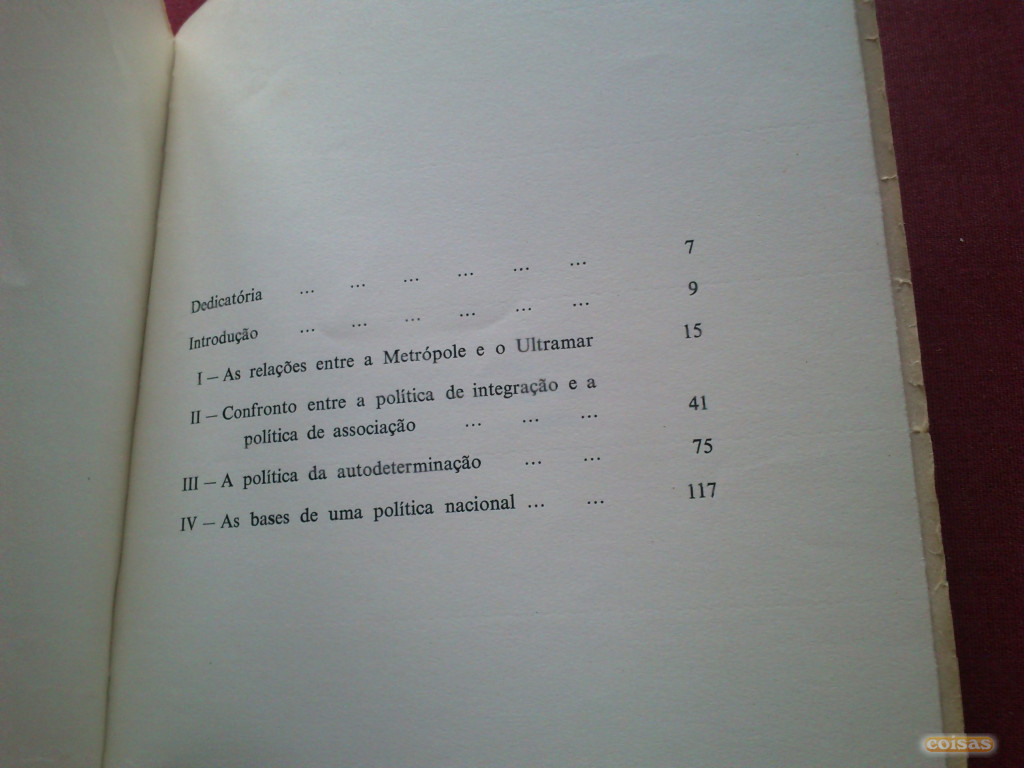 Dedicatória ... ... ... ... ... ... 7
Introdução ... ... ... ... ... ... 9
I — As relações entre a Metrópole e o Ultramar 15
II — Confronto entre a política de integração e a
política de associação ... ... ... 41
III — A política da autodeterminação ... ... 75
IV — As bases de uma política nacional ... ... 117
coisas